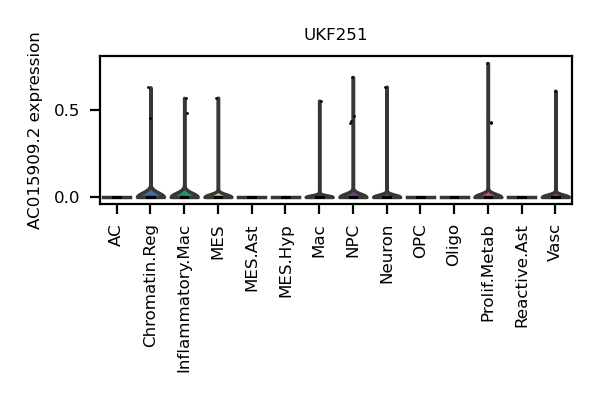 UKF251
AC015909.2 expression
0.5
0.0
AC
Chromatin.Reg
Inflammatory.Mac
MES
MES.Ast
MES.Hyp
Mac
NPC
Neuron
OPC
Oligo
Prolif.Metab
Reactive.Ast
Vasc